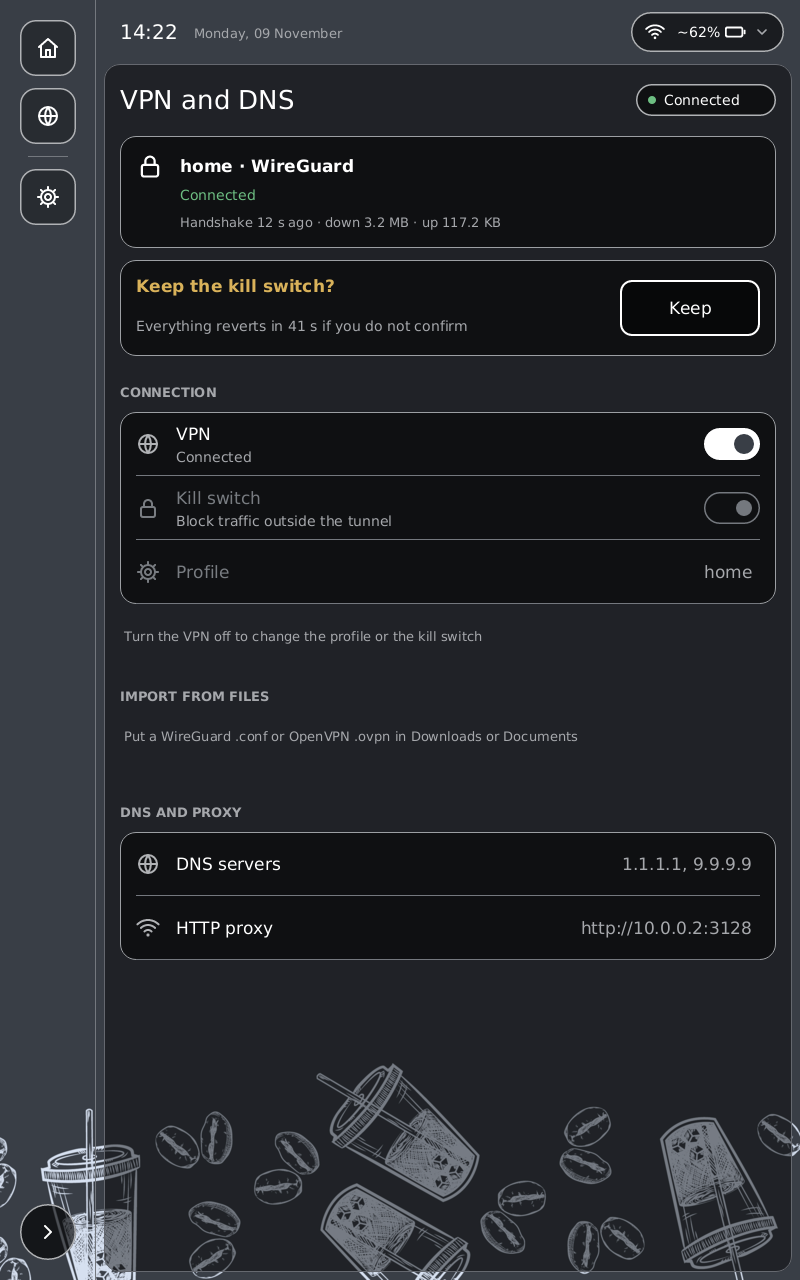 14:22 Monday, 09 November ~62%
VPN and DNS
Connected
home · WireGuard
Connected
Handshake 12 s ago · down 3.2 MB · up 117.2 KB
Keep the kill switch?
Everything reverts in 41 s if you do not confirm
Keep
CONNECTION
VPN
Connected
Kill switch
Block traffic outside the tunnel
Profile home
Turn the VPN off to change the profile or the kill switch
IMPORT FROM FILES
Put a WireGuard .conf or OpenVPN .ovpn in Downloads or Documents
DNS AND PROXY
DNS servers 1.1.1.1, 9.9.9.9
HTTP proxy http://10.0.0.2:3128